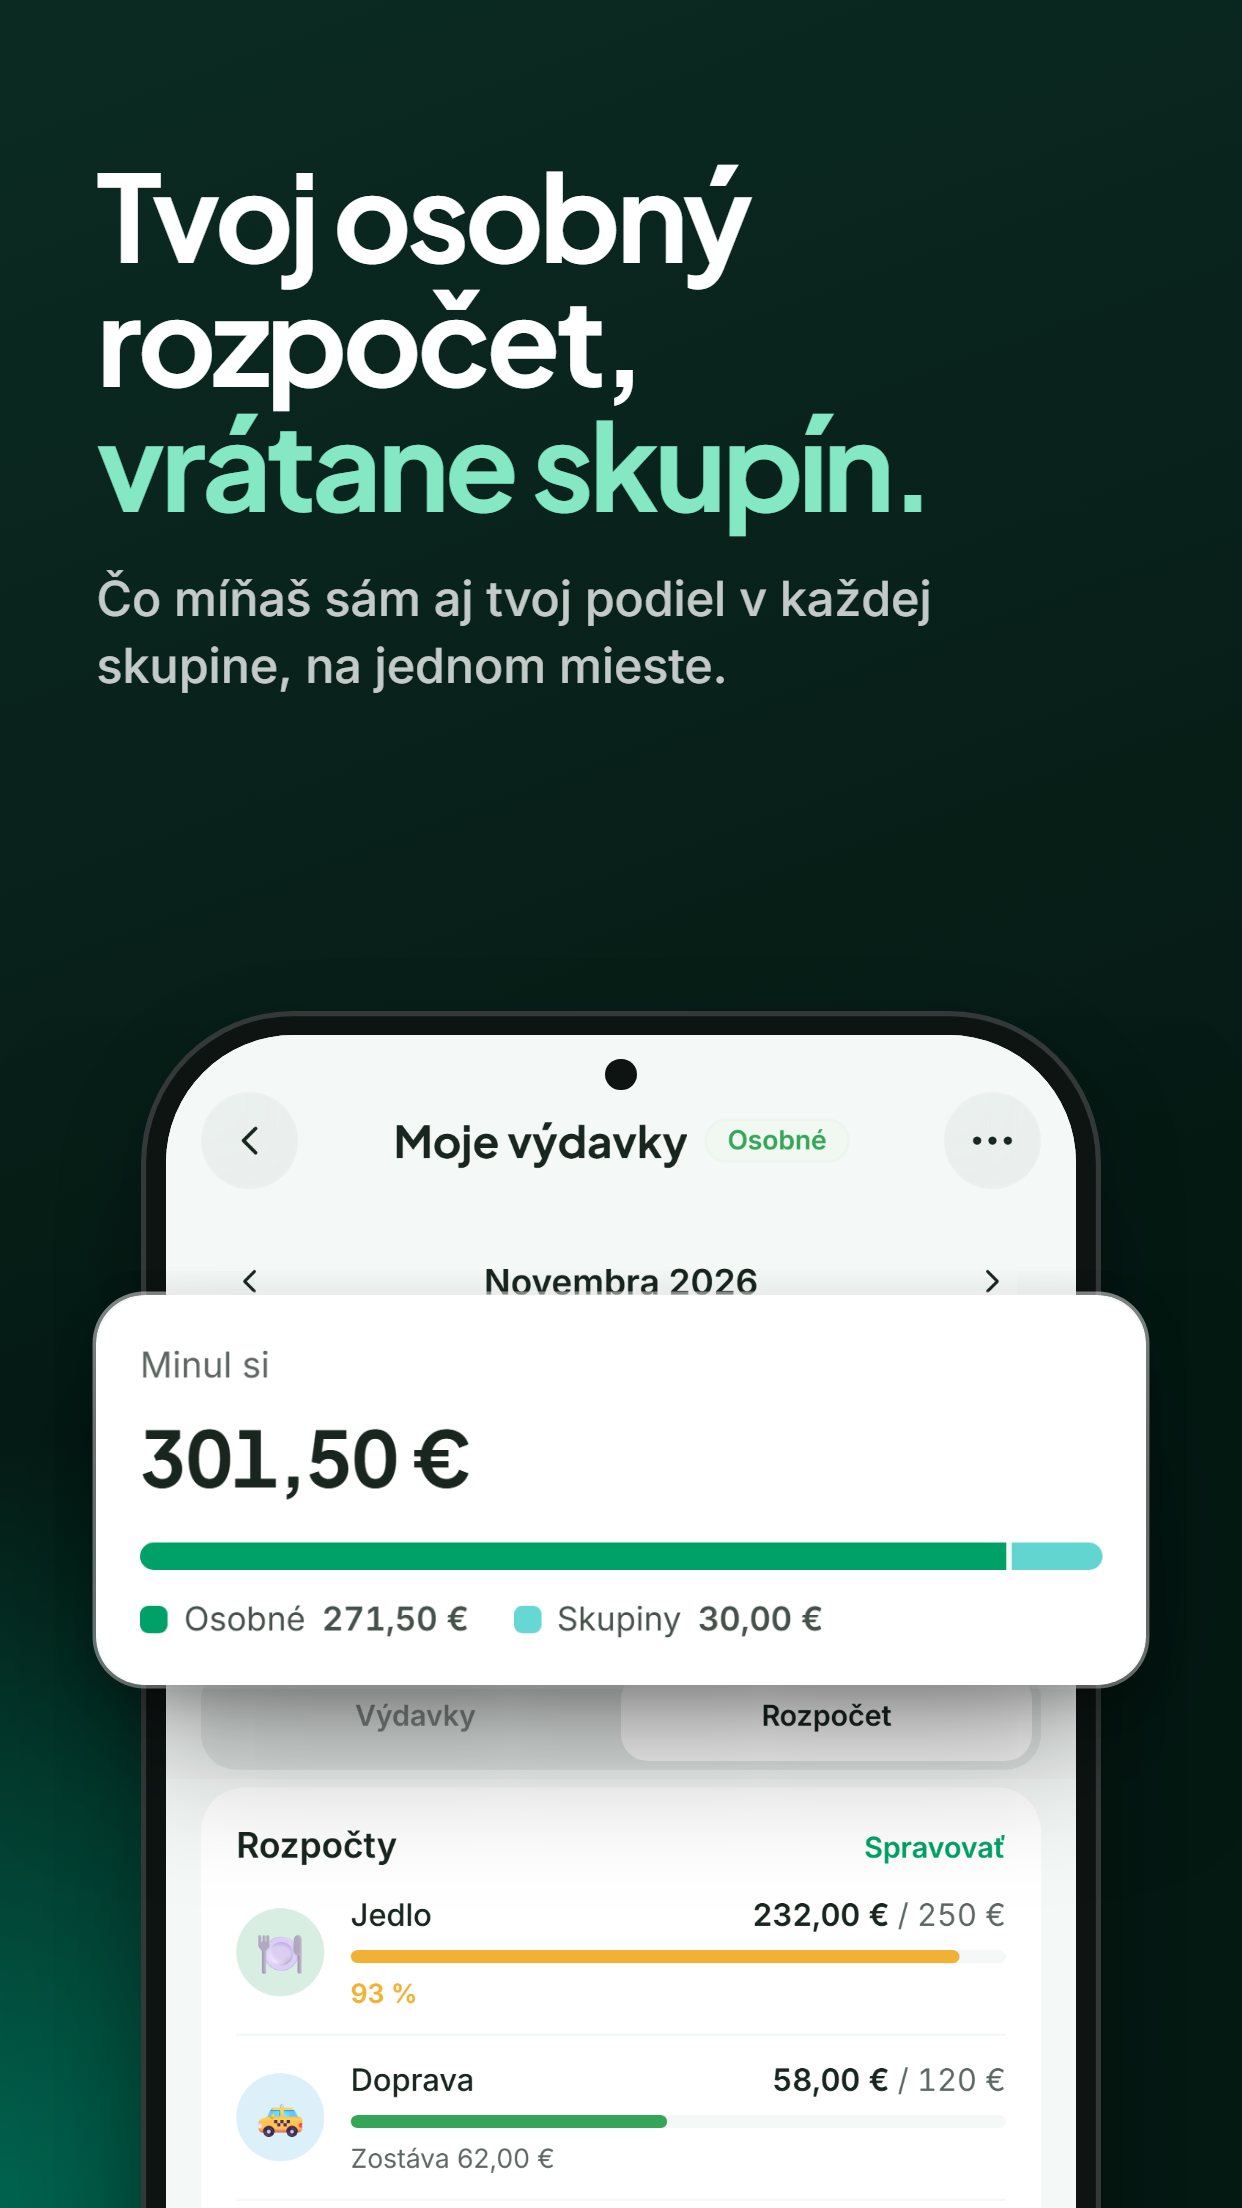 Tvoj osobný
rozpočet,
vrátane skupín.
Čo míňaš sám aj tvoj podiel v každej
skupine, na jednom mieste.
Moje výdavky Osobné
Novembra 2026
Minul si
301,50 €
Osobné 271,50 € Skupiny 30,00 €
Výdavky Rozpočet
Rozpočty Spravovať
Jedlo 232,00 € / 250 €
93 %
Doprava 58,00 € / 120 €
Zostáva 62,00 €